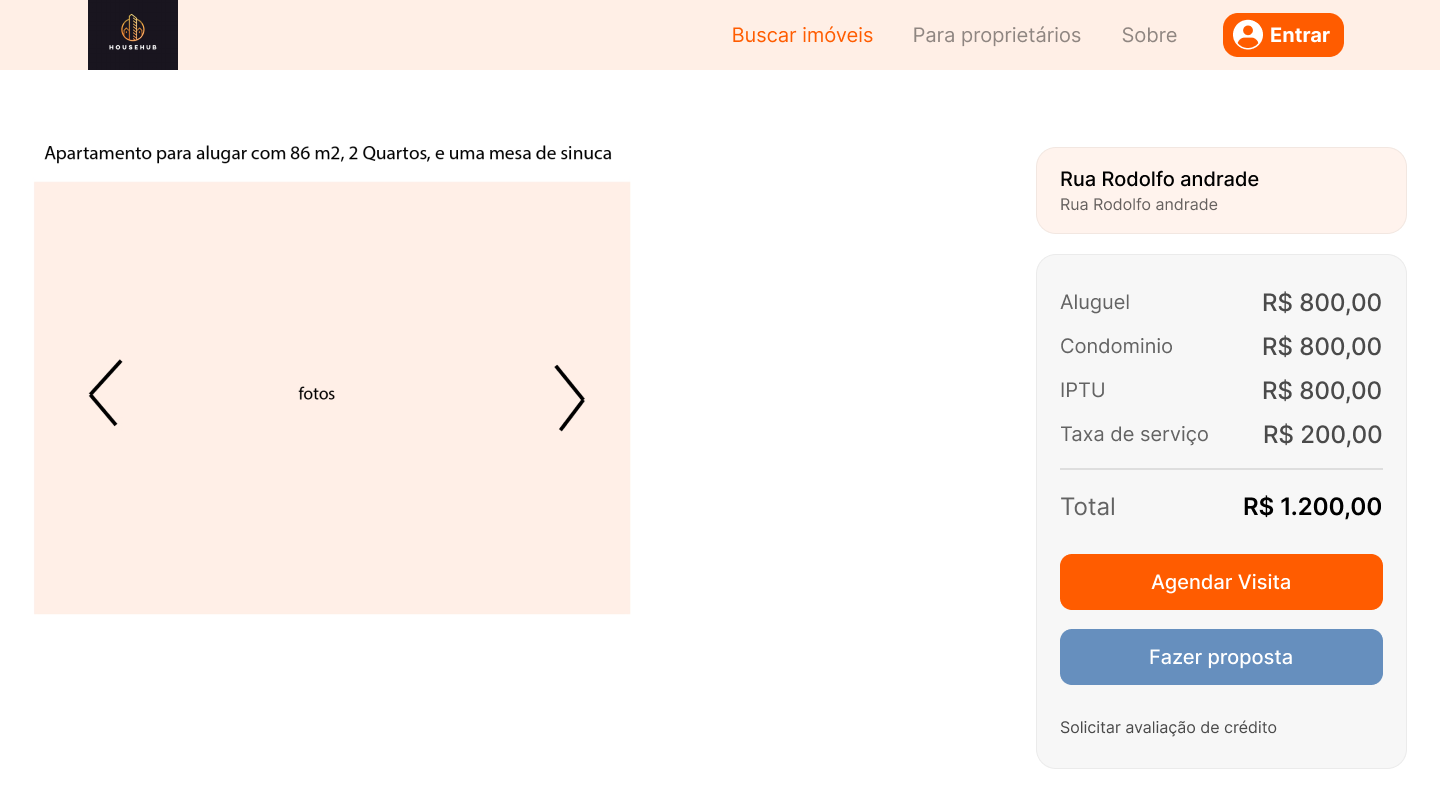 HOUSEHUB
Buscar imóveis
Para proprietários
Sobre
Entrar
Apartamento para alugar com 86 m2, 2 Quartos, e uma mesa de sinuca
fotos
Rua Rodolfo andrade
Rua Rodolfo andrade
Aluguel R$ 800,00
Condominio R$ 800,00
IPTU R$ 800,00
Taxa de serviço R$ 200,00
Total R$ 1.200,00
Agendar Visita
Fazer proposta
Solicitar avaliação de crédito